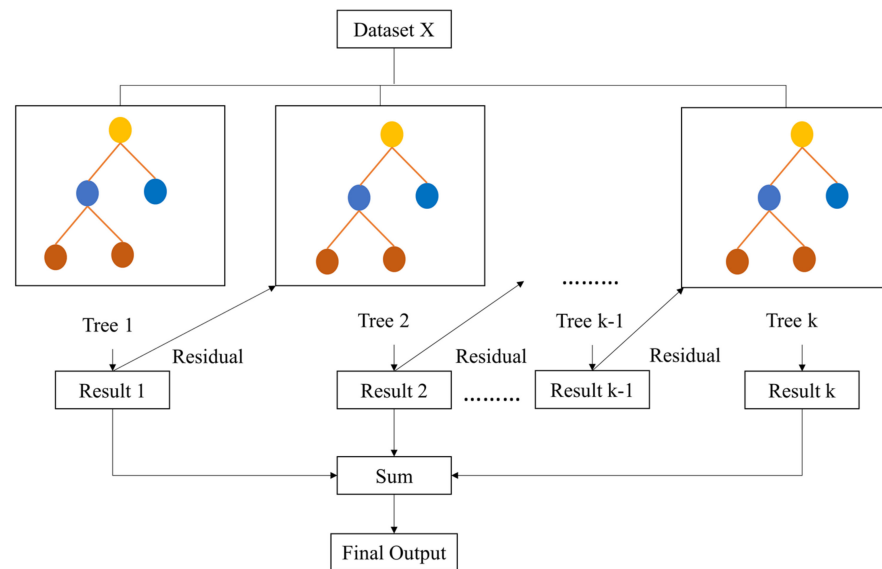 Dataset X
Tree 1
Tree 2
.........
Tree k-1
Tree k
Residual
Residual
Residual
Result 1
Result 2
.........
Result k-1
Result k
Sum
Final Output